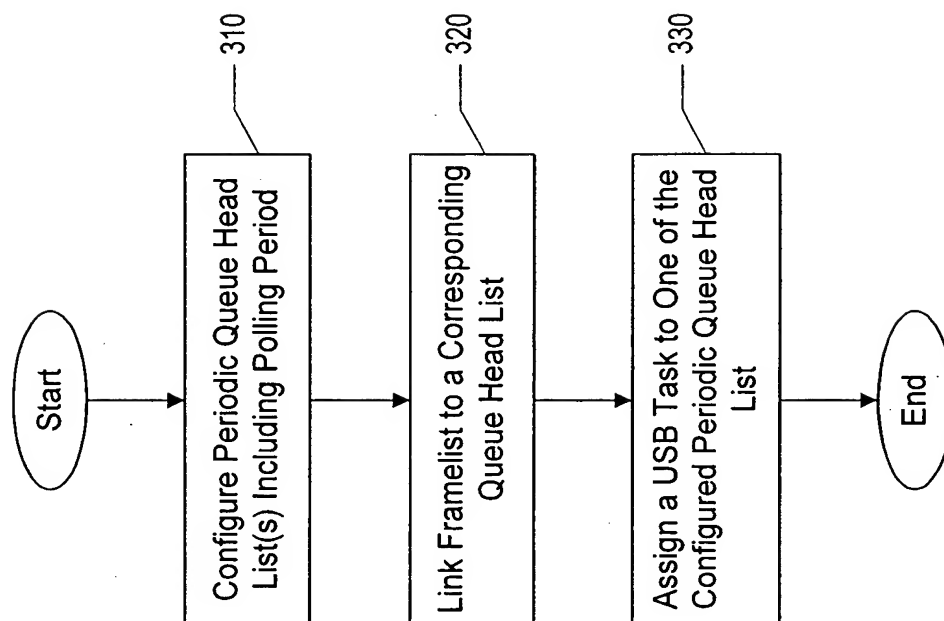 Start
Configure Periodic Queue Head
List(s) Including Polling Period
310
Link Framelist to a Corresponding
Queue Head List
320
Assign a USB Task to One of the
Configured Periodic Queue Head
List
330
End